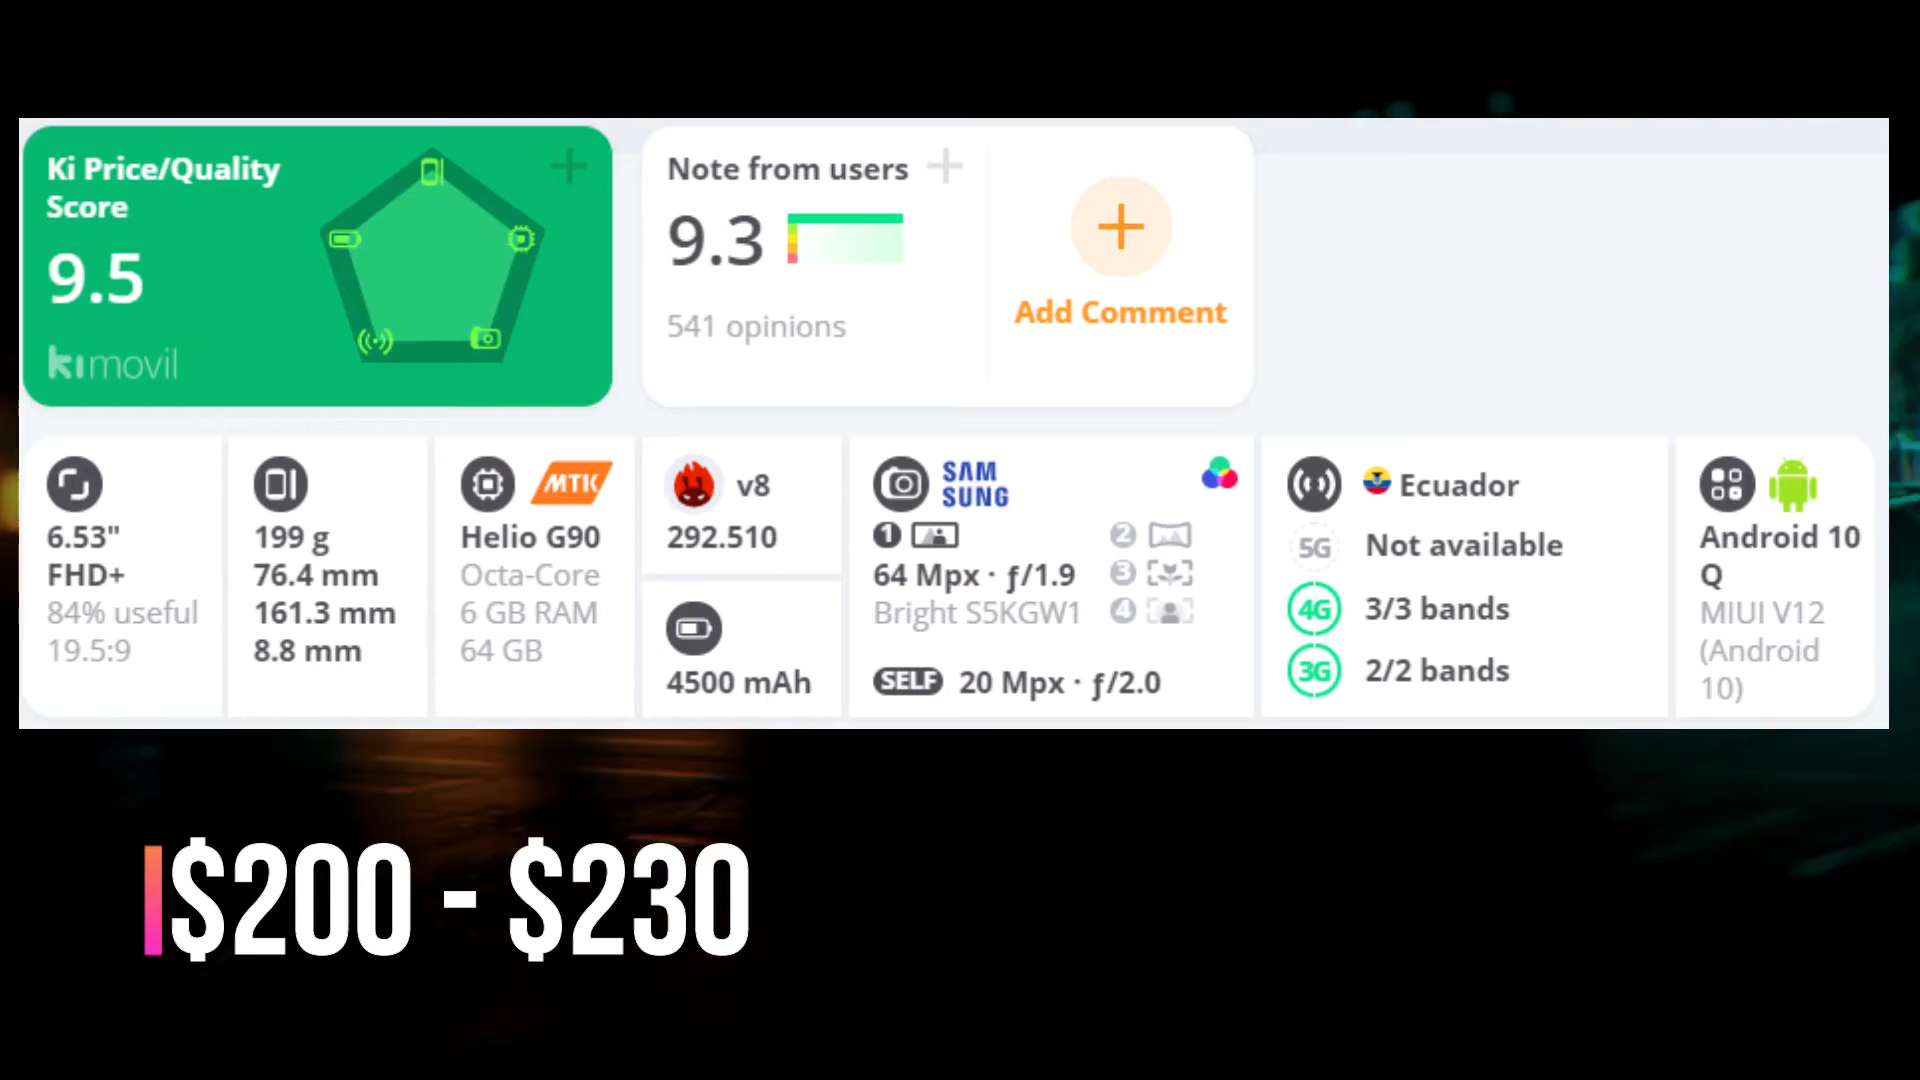 Ki Price/Quality
Score
9.5
kimovil
Note from users
9.3
541 opinions
Add Comment
6.53"
FHD+
84% useful
19.5:9
199 g
76.4 mm
161.3 mm
8.8 mm
MTK
Helio G90
Octa-Core
6 GB RAM
64 GB
v8
292.510
4500 mAh
SAM
SUNG
1
64 Mpx · ƒ/1.9
Bright S5KGW1
2
3
4
SELF 20 Mpx · ƒ/2.0
Ecuador
5G Not available
4G 3/3 bands
3G 2/2 bands
Android 10
Q
MIUI V12
(Android
10)
$200 - $230